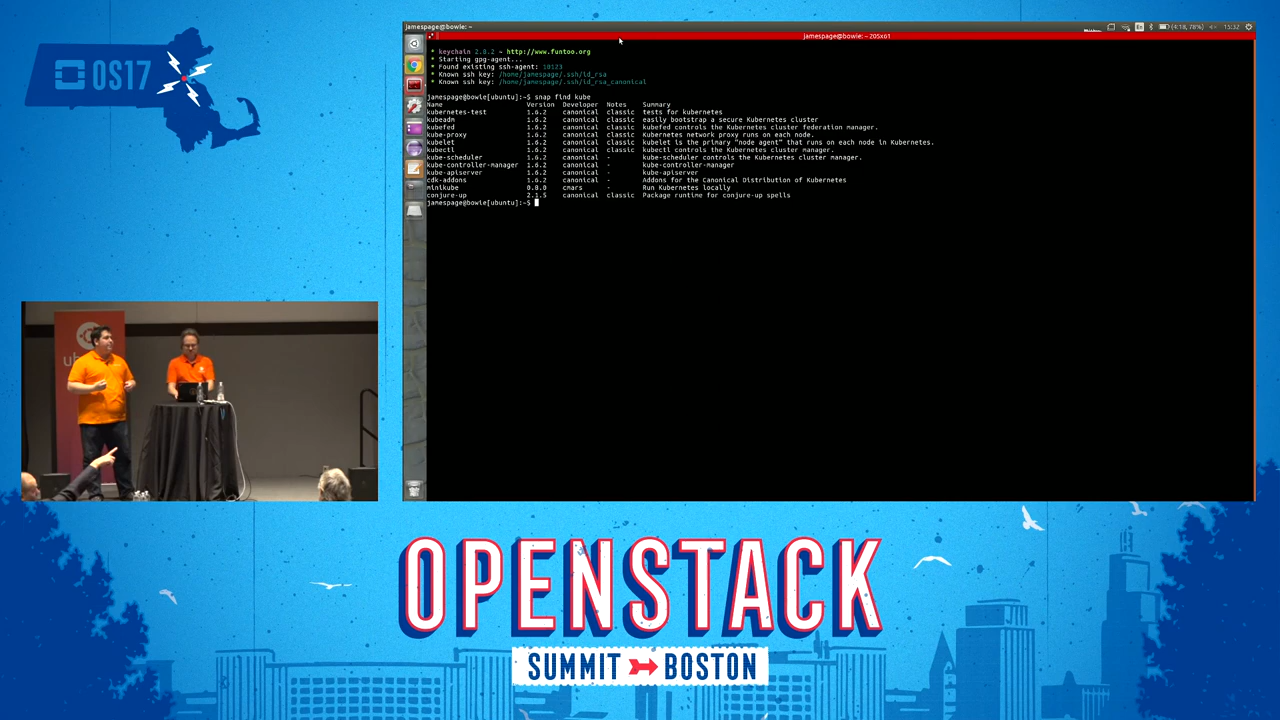 OS17
jamespage@bowie: ~
(4:18, 78%)
15:32
jamespage@bowie: ~ 205x61
* keychain 2.8.2 ~ http://www.funtoo.org
* Starting gpg-agent...
* Found existing ssh-agent: 10123
* Known ssh key: /home/jamespage/.ssh/id_rsa
* Known ssh key: /home/jamespage/.ssh/id_rsa_canonical
jamespage@bowie[ubuntu]:~$ snap find kube
Name Version Developer Notes Summary
kubernetes-test 1.6.2 canonical classic tests for kubernetes
kubeadm 1.6.2 canonical classic easily bootstrap a secure Kubernetes cluster
kubefed 1.6.2 canonical classic kubefed controls the Kubernetes cluster federation manager.
kube-proxy 1.6.2 canonical classic Kubernetes network proxy runs on each node.
kubelet 1.6.2 canonical classic kubelet is the primary "node agent" that runs on each node in Kubernetes.
kubectl 1.6.2 canonical classic kubectl controls the Kubernetes cluster manager.
kube-scheduler 1.6.2 canonical - kube-scheduler controls the Kubernetes cluster manager.
kube-controller-manager 1.6.2 canonical - kube-controller-manager
kube-apiserver 1.6.2 canonical - kube-apiserver
cdk-addons 1.6.2 canonical - Addons for the Canonical Distribution of Kubernetes
minikube 0.8.0 cmars - Run Kubernetes locally
conjure-up 2.1.5 canonical classic Package runtime for conjure-up spells
jamespage@bowie[ubuntu]:~$
ub
OPENSTACK
SUMMIT BOSTON